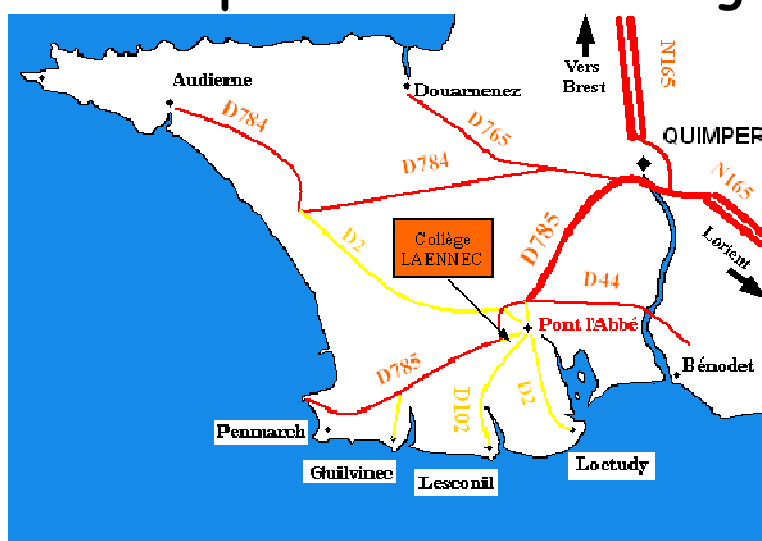 N165
Vers
Brest
Audierne
Douarnenez
D784
D765
QUIMPER
D784
N165
D2
Collège
LAENNEC
D785
Lorient
D44
Pont l'Abbé
D785
Bénodet
D102
D2
Penmarch
Guilvinec
Lesconil
Loctudy